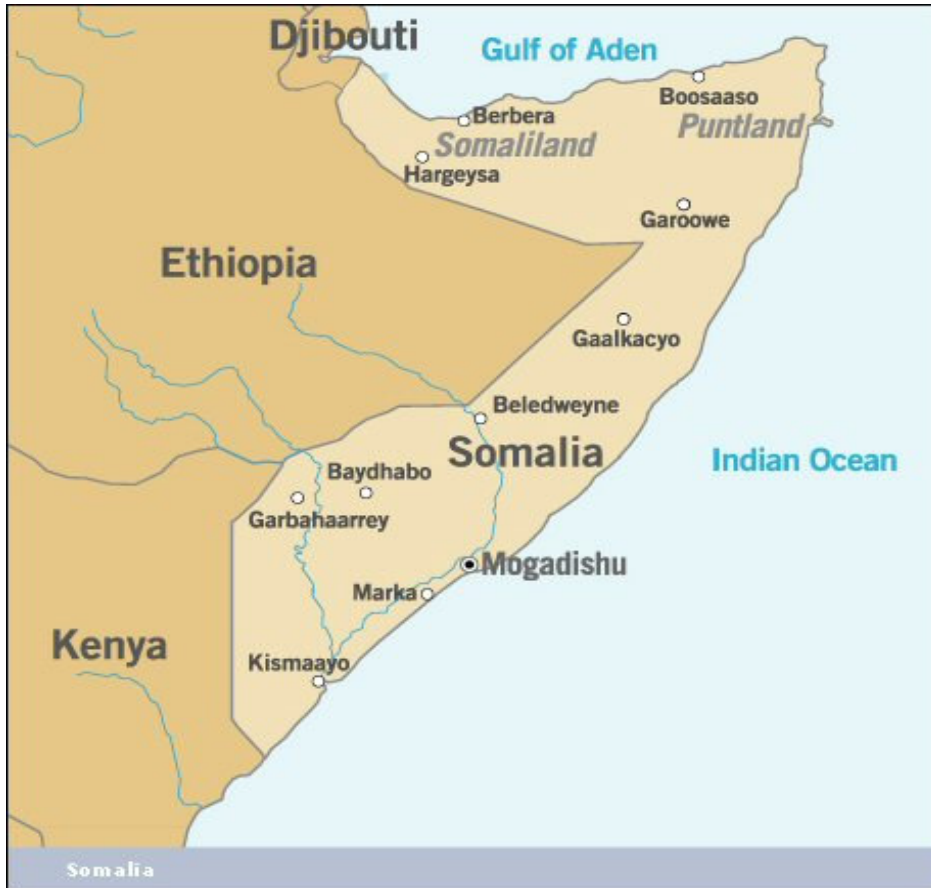 Djibouti
Gulf of Aden
Boosaaso
Berbera
Puntland
Somaliland
Hargeysa
Garoowe
Ethiopia
Gaalkacyo
Beledweyne
Somalia
Indian Ocean
Baydhabo
Garbahaarrey
Mogadishu
Marka
Kenya
Kismaayo
Somalia